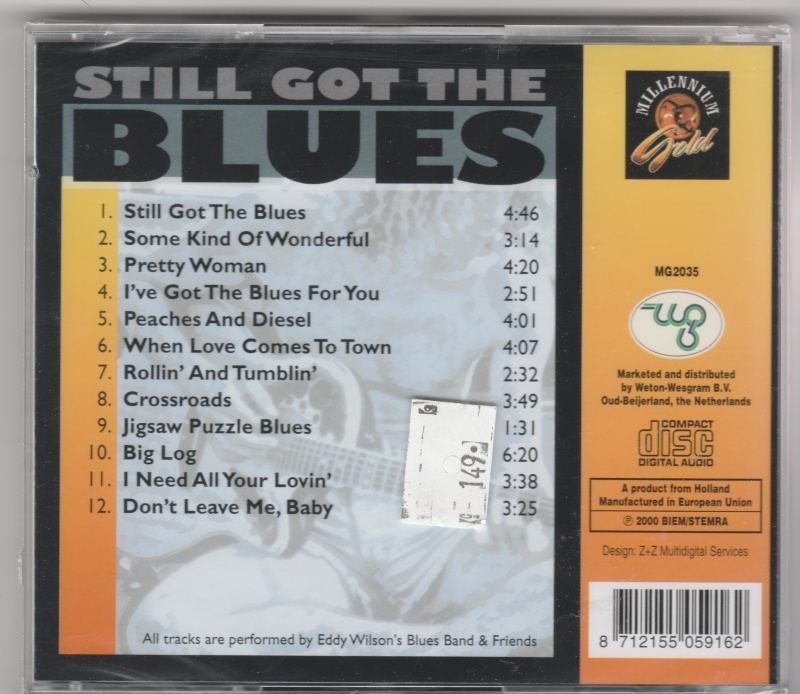 STILL GOT THE
BLUES
1. Still Got The Blues 4:46
2. Some Kind Of Wonderful 3:14
3. Pretty Woman 4:20
4. I've Got The Blues For You 2:51
5. Peaches And Diesel 4:01
6. When Love Comes To Town 4:07
7. Rollin' And Tumblin' 2:32
8. Crossroads 3:49
9. Jigsaw Puzzle Blues 1:31
10. Big Log 6:20
11. I Need All Your Lovin' 3:38
12. Don't Leave Me, Baby 3:25
149.
All tracks are performed by Eddy Wilson's Blues Band & Friends
MILLENNIUM
Gold
MG2035
wg
Marketed and distributed
by Weton-Wesgram B.V.
Oud-Beijerland, the Netherlands
COMPACT
disc
DIGITAL AUDIO
A product from Holland
Manufactured in European Union
℗ 2000 BIEM/STEMRA
Design: Z+Z Multidigital Services
8 712155 059162